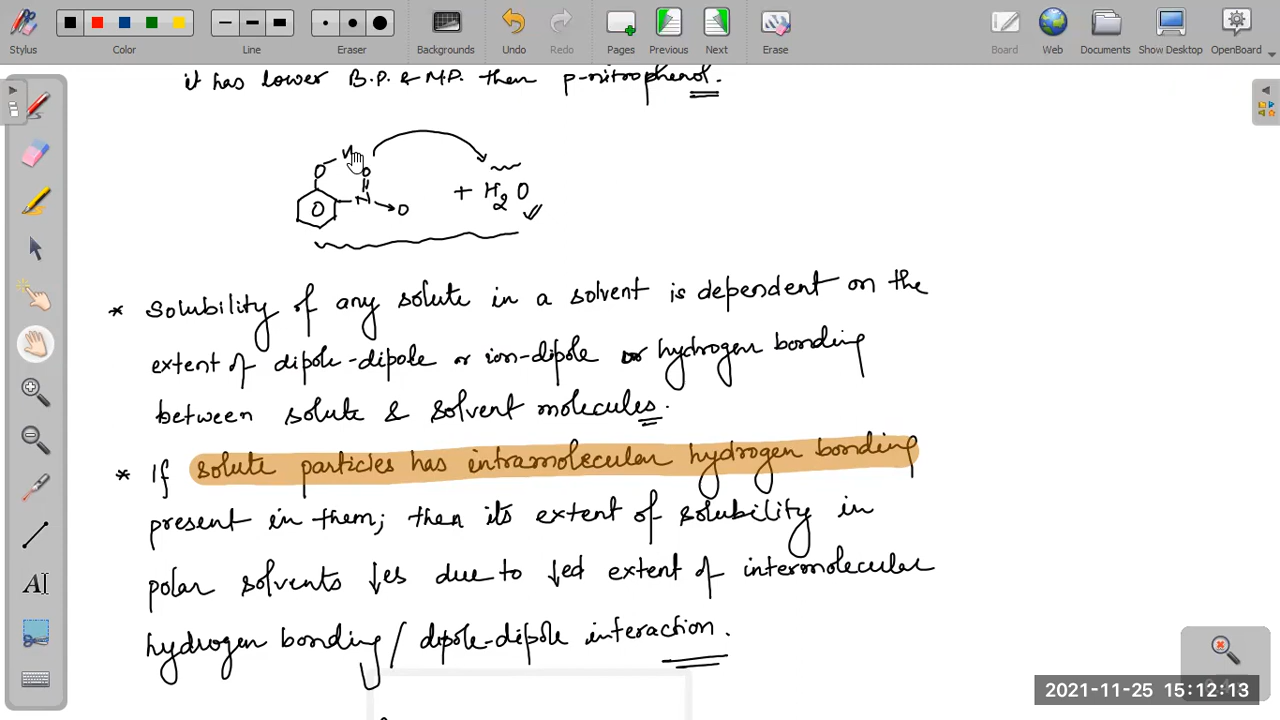 Stylus
Color
Line
Eraser
Backgrounds
Undo
Redo
Pages
Previous
Next
Erase
Board
Web
Documents
Show Desktop
OpenBoard
it has lower B.P. & M.P. then p-nitrophenol.
O - H
O
O N → O + H2O
* Solubility of any solute in a solvent is dependent on the
extent of dipole-dipole or ion-dipole or hydrogen bonding
between solute & solvent molecules.
* If solute particles has intramolecular hydrogen bonding
present in them; then its extent of solubility in
polar solvents ↓es due to ↓ed extent of intermolecular
hydrogen bonding / dipole-dipole interaction.
2021-11-25 15:12:13